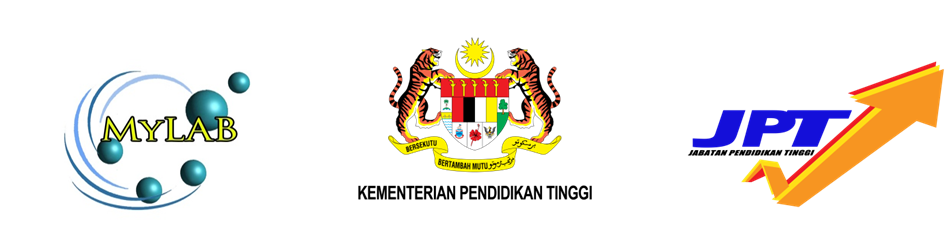 MYLAB
BERSEKUTU
BERTAMBAH MUTU
KEMENTERIAN PENDIDIKAN TINGGI
JPT
JABATAN PENDIDIKAN TINGGI